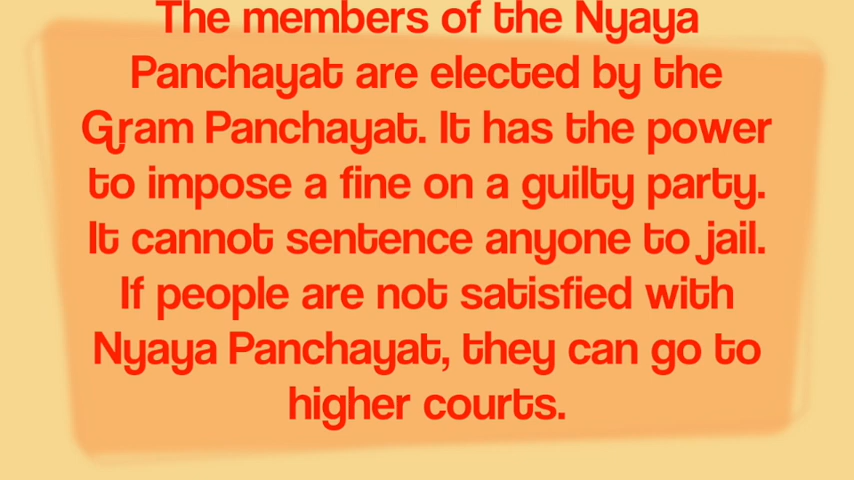 The members of the Nyaya
Panchayat are elected by the
Gram Panchayat. It has the power
to impose a fine on a guilty party.
It cannot sentence anyone to jail.
If people are not satisfied with
Nyaya Panchayat, they can go to
higher courts.